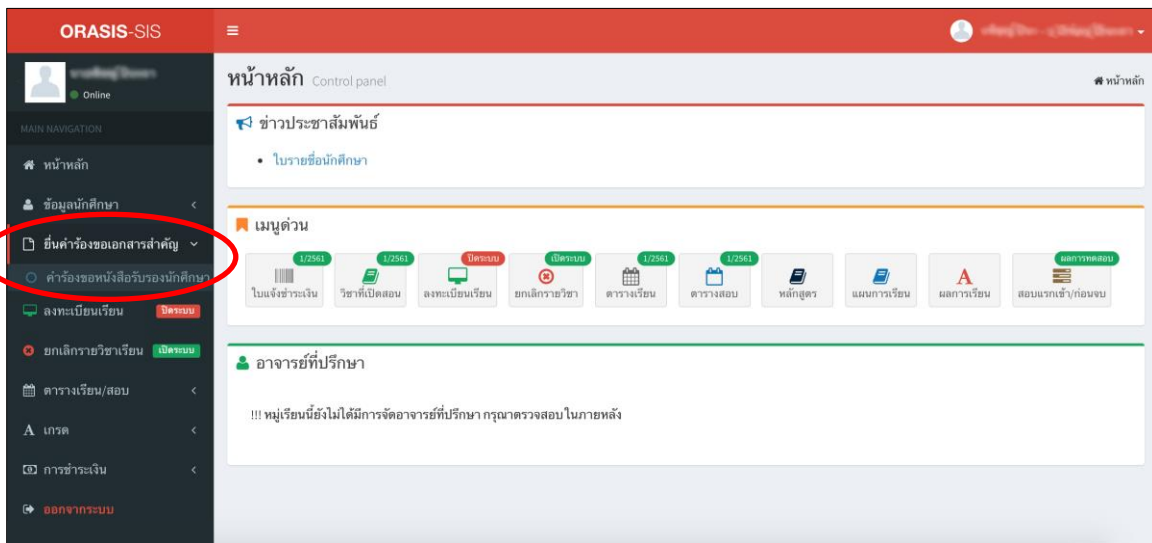 ORASIS-SIS
Online
MAIN NAVIGATION
หน้าหลัก
ข้อมูลนักศึกษา
ยื่นคำร้องขอเอกสารสำคัญ
คำร้องขอหนังสือรับรองนักศึกษา
ลงทะเบียนเรียน ปิดระบบ
ยกเลิกรายวิชาเรียน เปิดระบบ
ตารางเรียน/สอบ
A เกรด
การชำระเงิน
ออกจากระบบ
หน้าหลัก Control panel
หน้าหลัก
ข่าวประชาสัมพันธ์
• ใบรายชื่อนักศึกษา
เมนูด่วน
1/2561 1/2561 ปิดระบบ เปิดระบบ 1/2561 1/2561 ผลการทดสอบ
ใบแจ้งชำระเงิน วิชาที่เปิดสอน ลงทะเบียนเรียน ยกเลิกรายวิชา ตารางเรียน ตารางสอบ หลักสูตร แผนการเรียน A ผลการเรียน สอบแรกเข้า/ก่อนจบ
อาจารย์ที่ปรึกษา
!!! หมู่เรียนนี้ยังไม่ได้มีการจัดอาจารย์ที่ปรึกษา กรุณาตรวจสอบ ในภายหลัง